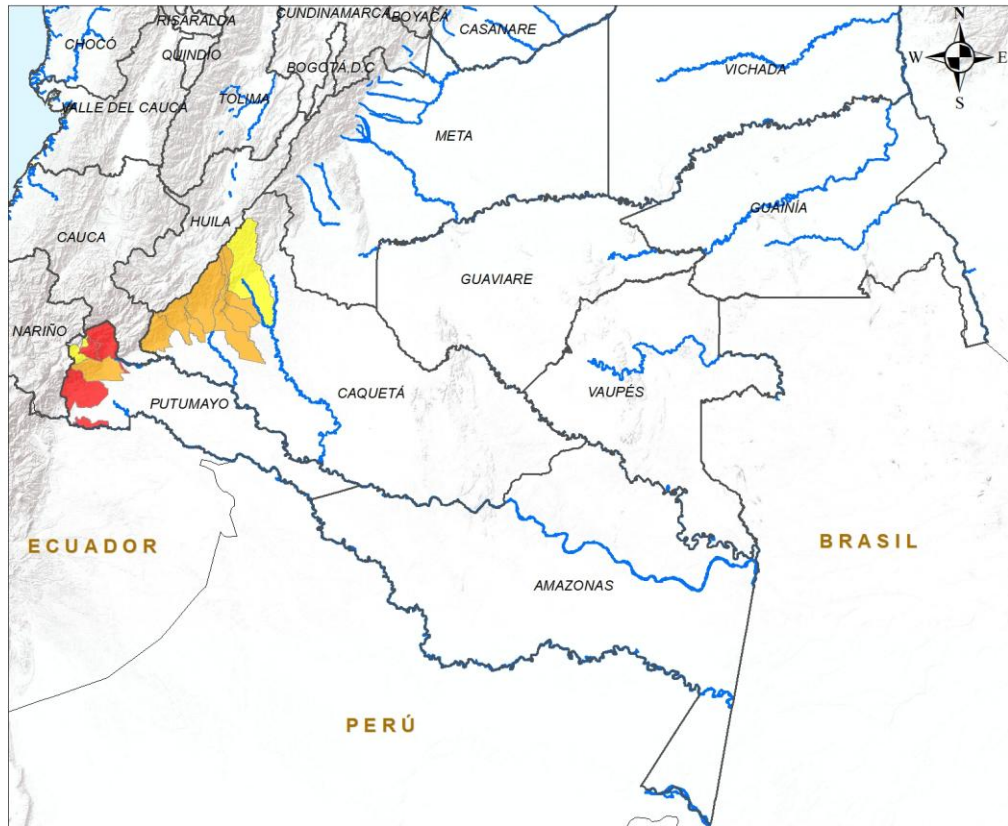 CUNDINAMARCA
BOYACÁ
RISARALDA
CASANARE
N
CHOCÓ
QUINDÍO
W
E
BOGOTÁ D.C
VICHADA
S
VALLE DEL CAUCA
TOLIMA
META
GUAINÍA
HUILA
CAUCA
GUAVIARE
NARIÑO
CAQUETÁ
VAUPÉS
PUTUMAYO
ECUADOR
BRASIL
AMAZONAS
PERÚ